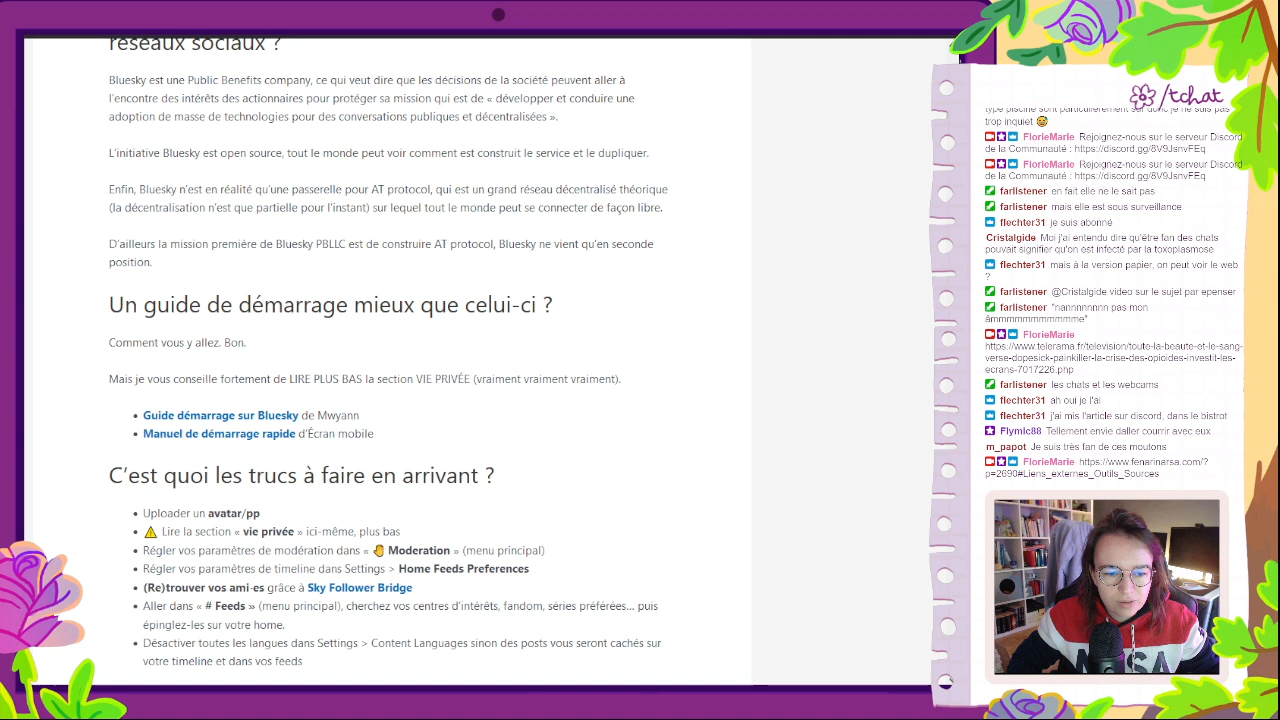 réseaux sociaux ?
Bluesky est une Public Benefits company, ce qui veut dire que les décisions de la société peuvent aller à
l'encontre des intérêts des actionnaires pour protéger sa mission qui est de « développer et conduire une
adoption de masse de technologies pour des conversations publiques et décentralisées ».
L'initiative Bluesky est open source, tout le monde peut voir comment est construit le service et le dupliquer.
Enfin, Bluesky n'est en réalité qu'une passerelle pour AT protocol, qui est un grand réseau décentralisé théorique
(la décentralisation n'est que partielle pour l'instant) sur lequel tout le monde peut se connecter de façon libre.
D'ailleurs la mission première de Bluesky PBLLC est de construire AT protocol, Bluesky ne vient qu'en seconde
position.
Un guide de démarrage mieux que celui-ci ?
Comment vous y allez. Bon.
Mais je vous conseille fortement de LIRE PLUS BAS la section VIE PRIVÉE (vraiment vraiment vraiment).
• Guide démarrage sur Bluesky de Mwyann
• Manuel de démarrage rapide d'Écran mobile
C'est quoi les trucs à faire en arrivant ?
• Uploader un avatar/pp
• ⚠️ Lire la section « vie privée » ici-même, plus bas
• Régler vos paramètres de modération dans « ✋ Moderation » (menu principal)
• Régler vos paramètres de timeline dans Settings > Home Feeds Preferences
• (Re)trouver vos ami·es grâce à Sky Follower Bridge
• Aller dans « # Feeds » (menu principal), cherchez vos centres d'intérêts, fandom, séries préférées… puis
épinglez-les sur votre home.
• Désactiver toutes les langues dans Settings > Content Languages sinon des posts vous seront cachés sur
votre timeline et dans vos feeds
/tchat
type piscine sont particulièrement sûr donc je ne suis pas
trop inquiet 😅
FlorieMarie Rejoignez-nous sur le serveur Discord
de la Communauté : https://discord.gg/8V9JsnvFEq
FlorieMarie Rejoignez-nous sur le serveur Discord
de la Communauté : https://discord.gg/8V9JsnvFEq
farlistener en fait elle ne le sait pas
farlistener mais elle est sous surveillance
flechter31 je suis abonné
Cristalgide Moi j'ai entendu dire qu'être fan des chats
pouvait signifier qu'on est infecté par la toxoplasmose
flechter31 mais à la version papier, on peut voir le web
?
farlistener @Cristalgide video sur le sujet par epenser
farlistener "nannnnnnnn pas mon
âmmmmmmmmmmme"
FlorieMarie
https://www.telerama.fr/television/toute-la-beaute-et-le-sang-
verse-dopesick-painkiller-la-crise-des-opioides-investit-les-
ecrans-7017226.php
farlistener les chats et les webcams
flechter31 ah oui je l'ai
flechter31 j'ai mis l'article sur discord, dans le bistrot
Flymlc88 Tellement envie daller courrir avec eux
m_papot Je suis très fan de ces moutons
FlorieMarie https://www.fenarinarsa.com/?
p=2690#Liens_externes_Outils_Sources
NASA